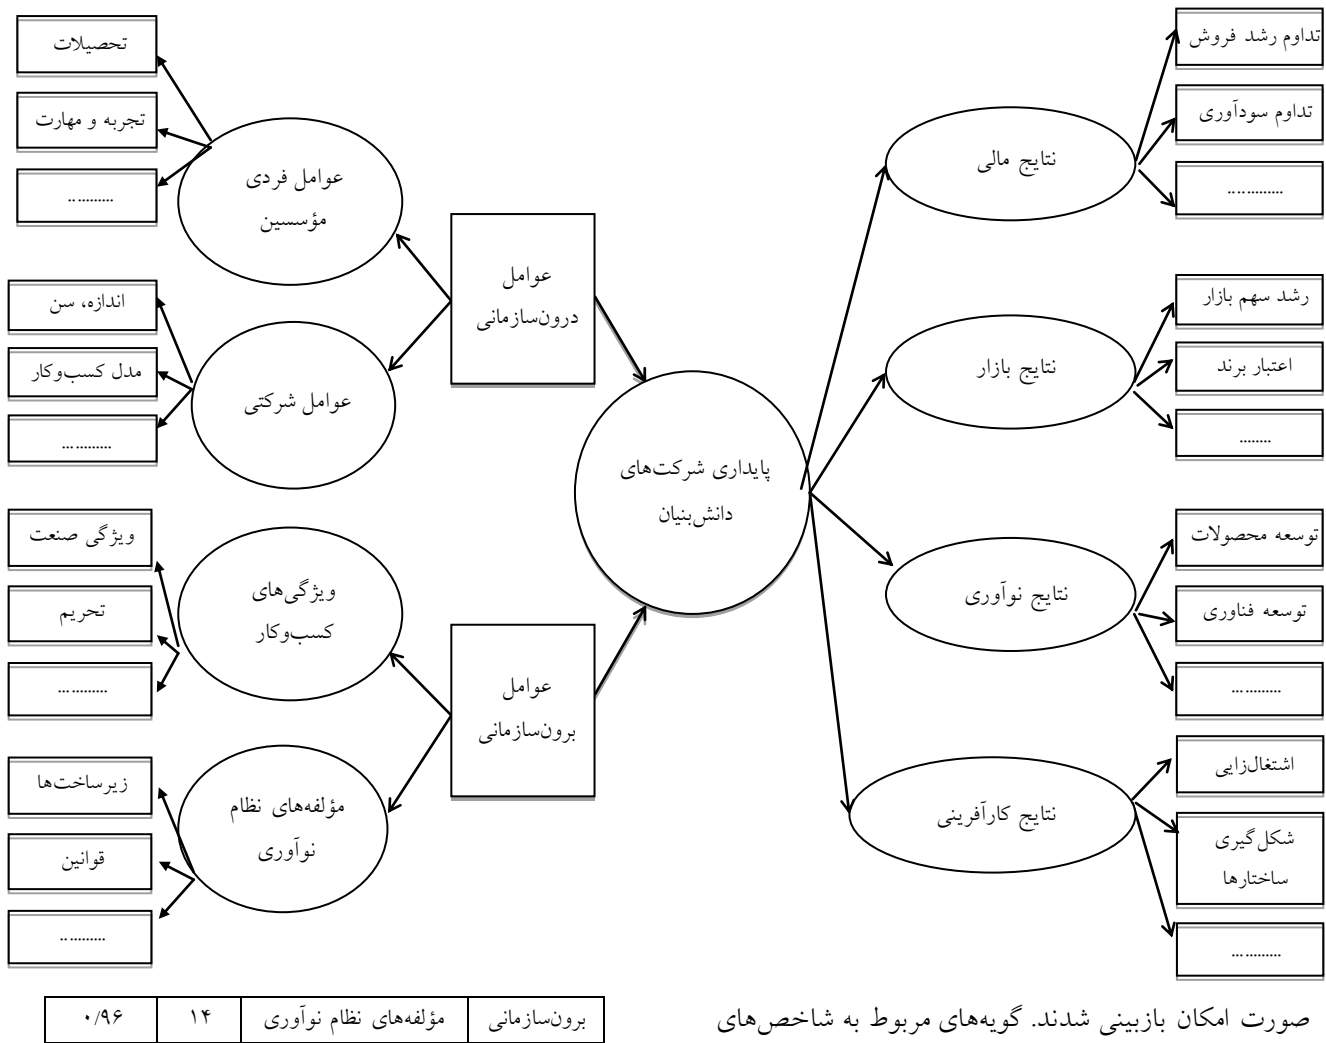 تداوم رشد فروش
تداوم سودآوری
..............
نتایج مالی
رشد سهم بازار
اعتبار برند
........
نتایج بازار
توسعه محصولات
توسعه فناوری
.............
نتایج نوآوری
اشتغال‌زایی
شکل‌گیری
ساختارها
.............
نتایج کارآفرینی
پایداری شرکت‌های
دانش‌بنیان
عوامل
درون‌سازمانی
عوامل
برون‌سازمانی
عوامل فردی
مؤسسین
تحصیلات
تجربه و مهارت
............
عوامل شرکتی
اندازه، سن
مدل کسب‌وکار
.............
ویژگی‌های
کسب‌وکار
ویژگی صنعت
تحریم
.............
مؤلفه‌های نظام
نوآوری
زیرساخت‌ها
قوانین
............
صورت امکان بازبینی شدند. گویه‌های مربوط به شاخص‌های
برون‌سازمانی مؤلفه‌های نظام نوآوری ۱۴ ۰/۹۶